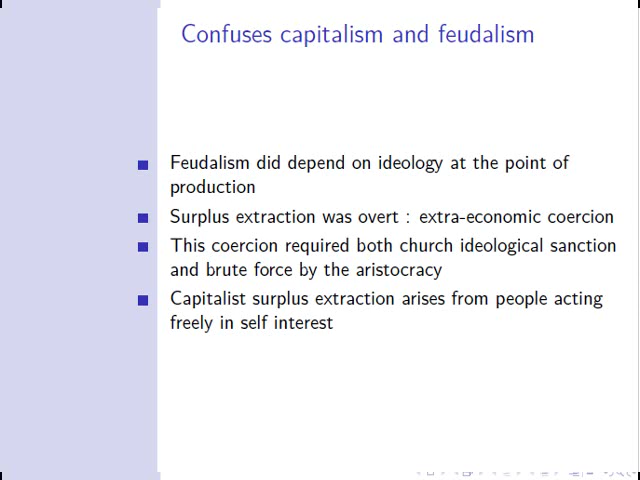 Confuses capitalism and feudalism
Feudalism did depend on ideology at the point of
production
Surplus extraction was overt : extra-economic coercion
This coercion required both church ideological sanction
and brute force by the aristocracy
Capitalist surplus extraction arises from people acting
freely in self interest